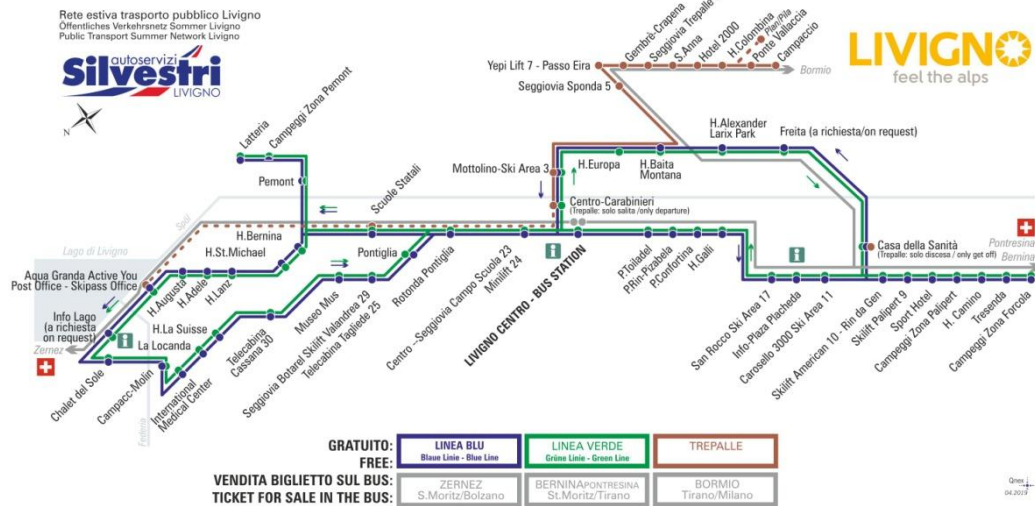 Rete estiva trasporto pubblico Livigno
Öffentliches Verkehrsnetz Sommer Livigno
Public Transport Summer Network Livigno
autoservizi
Silvestri
LIVIGNO
N
LIVIGNO
feel the alps
Yepi Lift 7 - Passo Eira
Seggiovia Sponda 5
Gembrè-Crapena
Seggiovia Trepalle
S.Anna
Hotel 2000
H.Colombina
Plan/Pila
Ponte Vallaccia
Campaccio
Bormio
Latteria
Campeggi Zona Pemont
Pemont
Scuole Statali
Mottolino-Ski Area 3
H.Europa
H.Baita
Montana
H.Alexander
Larix Park
Freita (a richiesta/on request)
Centro-Carabinieri
(Trepalle: solo salita /only departure)
Casa della Sanità
(Trepalle: solo discesa / only get off)
Pontresina
Bernina
Spöl
Lago di Livigno
Aqua Granda Active You
Post Office - Skipass Office
Info Lago
(a richiesta
on request)
Zernez
H.Bernina
H.St.Michael
H.Augusta
H.Adele
H.Lanz
H.La Suisse
La Locanda
Chalet del Sole
Campacc-Molin
Federia
International
Medical Center
Telecabina
Cassana 30
Museo Mus
Seggiovia Botarel Skilift Valandrea 29
Telecabina Tagliede 25
Pontiglia
Rotonda Pontiglia
Centro --Seggiovia Campo Scuola 23
Minilift 24
LIVIGNO CENTRO - BUS STATION
P.Toiladel
P.Rin-Pizabela
P.Confortina
H.Galli
San Rocco Ski Area 17
Info-Plaza Placheda
Carosello 3000 Ski Area 11
Skilift American 10 - Rin da Gen
Skilift Palipert 9
Sport Hotel
Campeggi Zona Palipert
H. Camino
Tresenda
Campeggi Zona Forcola
GRATUITO:
FREE:
LINEA BLU
Blaue Linie - Blue Line
LINEA VERDE
Grüne Linie - Green Line
TREPALLE
VENDITA BIGLIETTO SUL BUS:
TICKET FOR SALE IN THE BUS:
ZERNEZ
S.Moritz/Bolzano
BERNINA PONTRESINA
St.Moritz/Tirano
BORMIO
Tirano/Milano
Qnex
04.2019